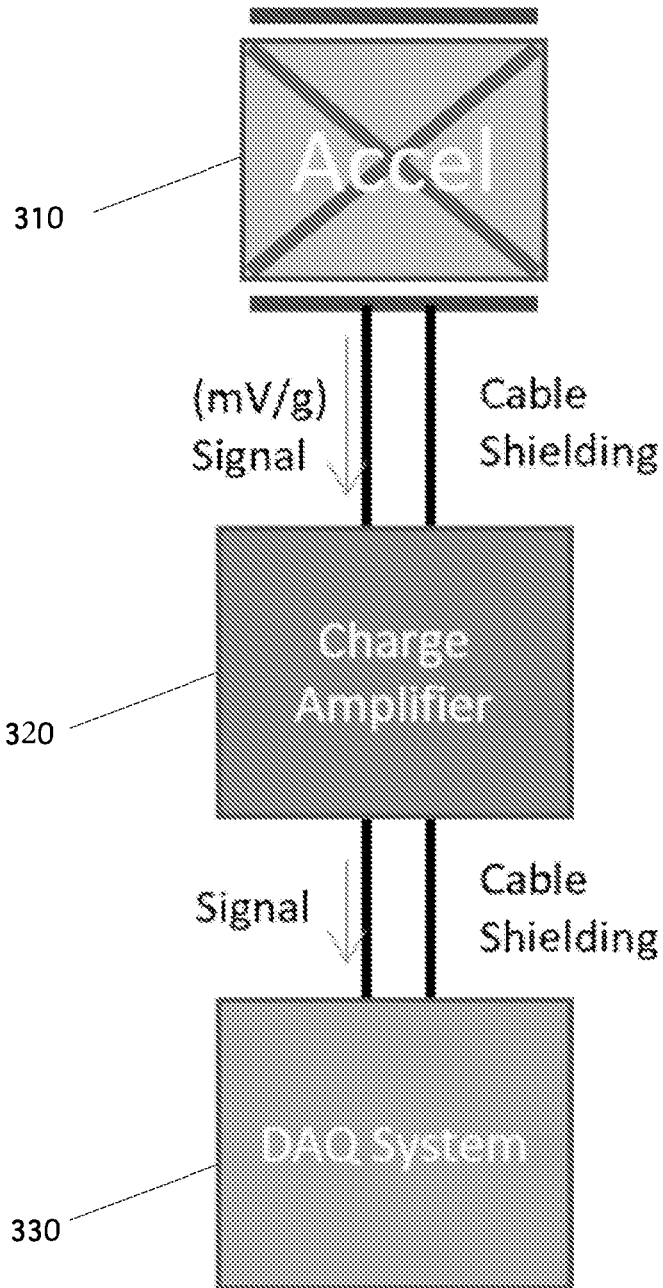 Accel
310
(mV/g)
Signal
Cable
Shielding
Charge
Amplifier
320
Signal
Cable
Shielding
DAQ System
330